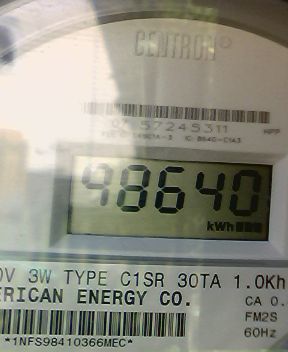 CENTRON®
57245311
98640
kWh
0V 3W TYPE C1SR 30TA 1.0Kh
ERICAN ENERGY CO. CA 0.
FM2S
*1NFS98410366MEC* 60Hz